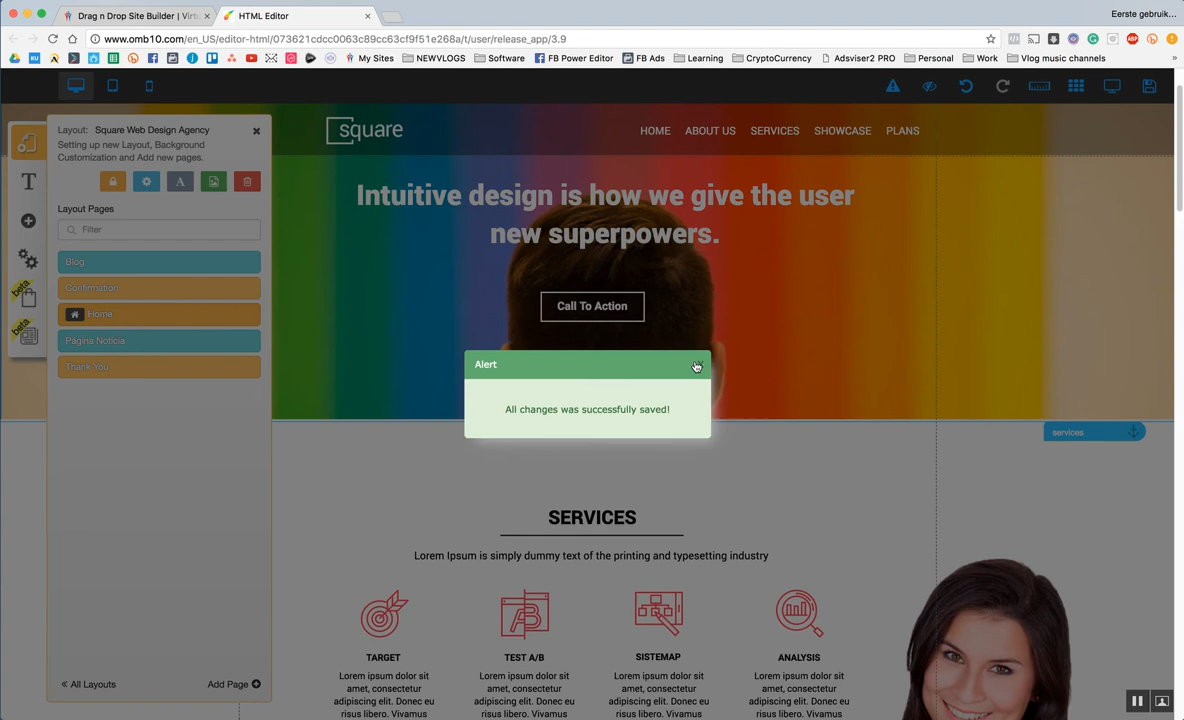 Drag n Drop Site Builder | Virtu
HTML Editor
Eerste gebruik...
www.omb10.com/en_US/editor-html/073621cdcc0063c89cc63cf9f51e268a/t/user/release_app/3.9
My Sites
NEWVLOGS
Software
FB Power Editor
FB Ads
Learning
CryptoCurrency
Adsviser2 PRO
Personal
Work
Vlog music channels
Layout: Square Web Design Agency
Setting up new Layout, Background
Customization and Add new pages.
Layout Pages
Filter
Blog
Confirmation
Home
Página Notícia
Thank You
« All Layouts
Add Page
beta
beta
square
HOME
ABOUT US
SERVICES
SHOWCASE
PLANS
Intuitive design is how we give the user
new superpowers.
Call To Action
Alert
All changes was successfully saved!
services
SERVICES
Lorem Ipsum is simply dummy text of the printing and typesetting industry
TARGET
Lorem ipsum dolor sit
amet, consectetur
adipiscing elit. Donec eu
risus libero. Vivamus
TEST A/B
Lorem ipsum dolor sit
amet, consectetur
adipiscing elit. Donec eu
risus libero. Vivamus
SISTEMAP
Lorem ipsum dolor sit
amet, consectetur
adipiscing elit. Donec eu
risus libero. Vivamus
ANALYSIS
Lorem ipsum dolor sit
amet, consectetur
adipiscing elit. Donec eu
risus libero. Vivamus